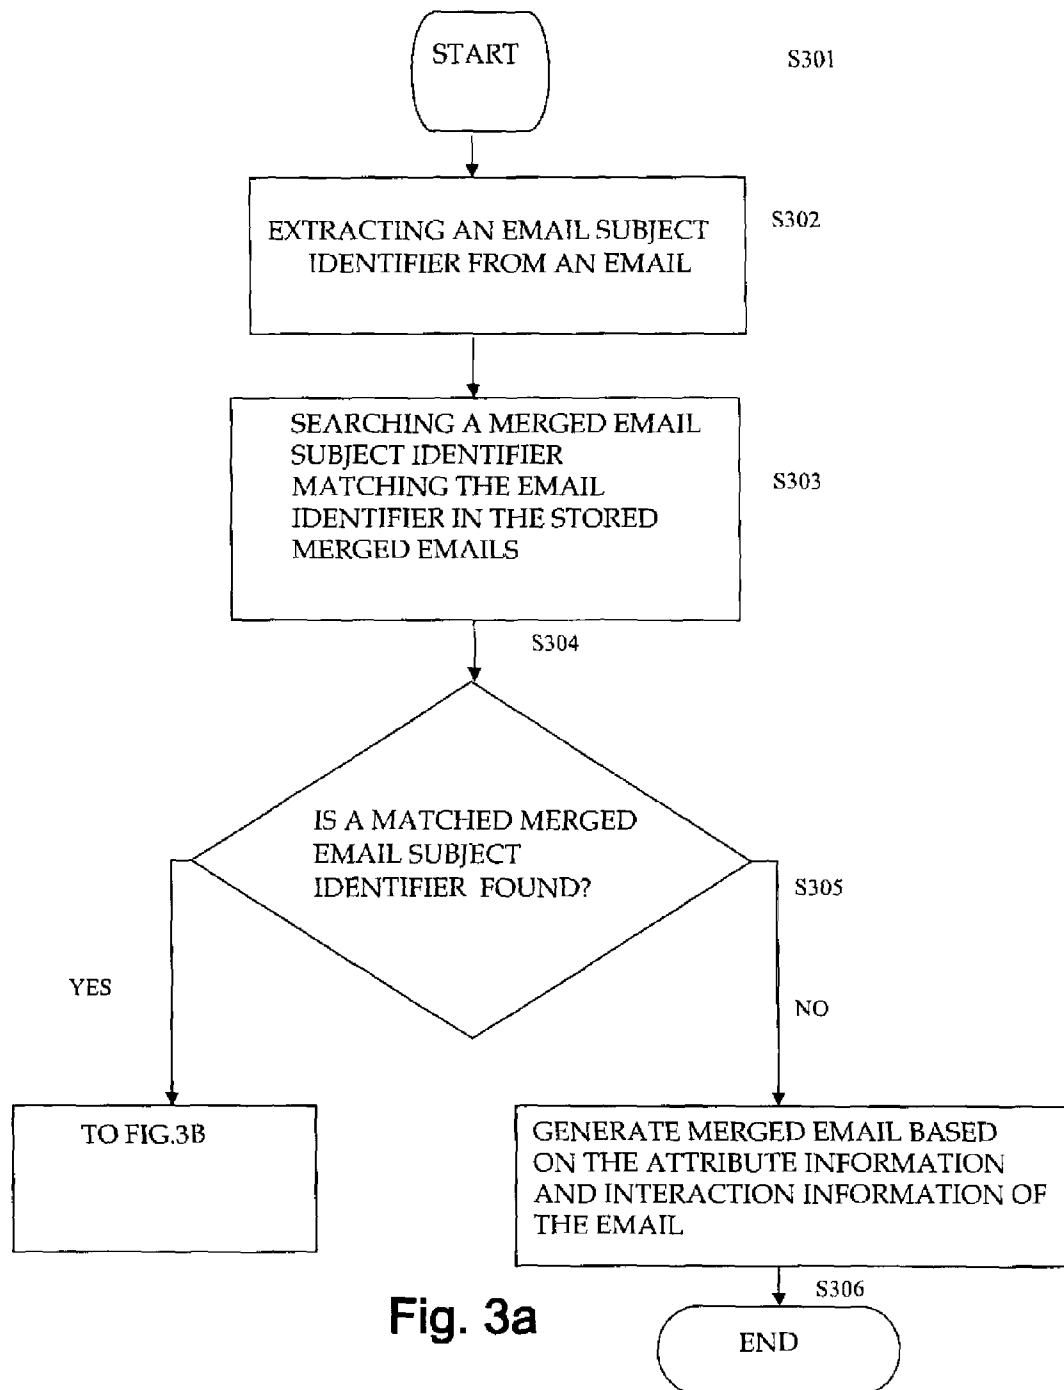 START
S301
EXTRACTING AN EMAIL SUBJECT
IDENTIFIER FROM AN EMAIL
S302
SEARCHING A MERGED EMAIL
SUBJECT IDENTIFIER
MATCHING THE EMAIL
IDENTIFIER IN THE STORED
MERGED EMAILS
S303
S304
IS A MATCHED MERGED
EMAIL SUBJECT
IDENTIFIER FOUND?
S305
YES
NO
TO FIG.3B
GENERATE MERGED EMAIL BASED
ON THE ATTRIBUTE INFORMATION
AND INTERACTION INFORMATION OF
THE EMAIL
S306
END
Fig. 3a